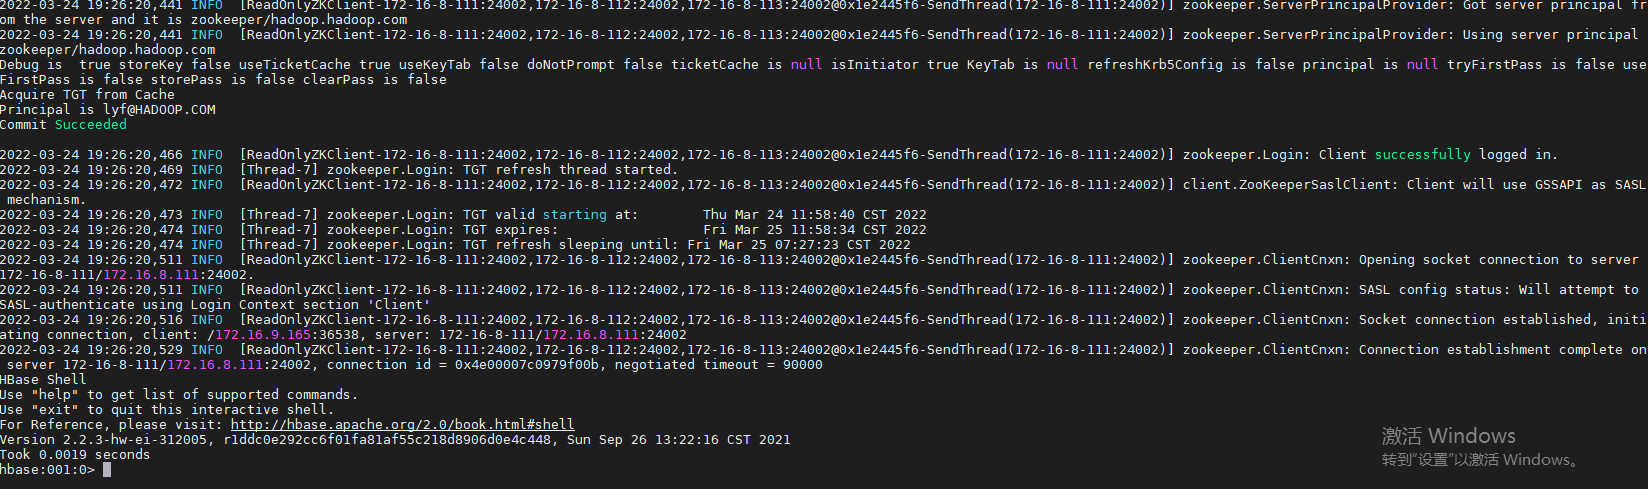 2022-03-24 19:26:20,441 INFO  [ReadOnlyZKClient-172-16-8-111:24002,172-16-8-112:24002,172-16-8-113:24002@0x1e2445f6-SendThread(172-16-8-111:24002)] zookeeper.ServerPrincipalProvider: Got server principal fr
om the server and it is zookeeper/hadoop.hadoop.com
2022-03-24 19:26:20,441 INFO  [ReadOnlyZKClient-172-16-8-111:24002,172-16-8-112:24002,172-16-8-113:24002@0x1e2445f6-SendThread(172-16-8-111:24002)] zookeeper.ServerPrincipalProvider: Using server principal
zookeeper/hadoop.hadoop.com
Debug is  true storeKey false useTicketCache true useKeyTab false doNotPrompt false ticketCache is null isInitiator true KeyTab is null refreshKrb5Config is false principal is null tryFirstPass is false use
FirstPass is false storePass is false clearPass is false
Acquire TGT from Cache
Principal is lyf@HADOOP.COM
Commit Succeeded
2022-03-24 19:26:20,466 INFO  [ReadOnlyZKClient-172-16-8-111:24002,172-16-8-112:24002,172-16-8-113:24002@0x1e2445f6-SendThread(172-16-8-111:24002)] zookeeper.Login: Client successfully logged in.
2022-03-24 19:26:20,469 INFO  [Thread-7] zookeeper.Login: TGT refresh thread started.
2022-03-24 19:26:20,472 INFO  [ReadOnlyZKClient-172-16-8-111:24002,172-16-8-112:24002,172-16-8-113:24002@0x1e2445f6-SendThread(172-16-8-111:24002)] client.ZooKeeperSaslClient: Client will use GSSAPI as SASL
mechanism.
2022-03-24 19:26:20,473 INFO  [Thread-7] zookeeper.Login: TGT valid starting at:        Thu Mar 24 11:58:40 CST 2022
2022-03-24 19:26:20,474 INFO  [Thread-7] zookeeper.Login: TGT expires:                  Fri Mar 25 11:58:34 CST 2022
2022-03-24 19:26:20,474 INFO  [Thread-7] zookeeper.Login: TGT refresh sleeping until: Fri Mar 25 07:27:23 CST 2022
2022-03-24 19:26:20,511 INFO  [ReadOnlyZKClient-172-16-8-111:24002,172-16-8-112:24002,172-16-8-113:24002@0x1e2445f6-SendThread(172-16-8-111:24002)] zookeeper.ClientCnxn: Opening socket connection to server
172-16-8-111/172.16.8.111:24002.
2022-03-24 19:26:20,511 INFO  [ReadOnlyZKClient-172-16-8-111:24002,172-16-8-112:24002,172-16-8-113:24002@0x1e2445f6-SendThread(172-16-8-111:24002)] zookeeper.ClientCnxn: SASL config status: Will attempt to
SASL-authenticate using Login Context section 'Client'
2022-03-24 19:26:20,516 INFO  [ReadOnlyZKClient-172-16-8-111:24002,172-16-8-112:24002,172-16-8-113:24002@0x1e2445f6-SendThread(172-16-8-111:24002)] zookeeper.ClientCnxn: Socket connection established, initi
ating connection, client: /172.16.9.165:36538, server: 172-16-8-111/172.16.8.111:24002
2022-03-24 19:26:20,529 INFO  [ReadOnlyZKClient-172-16-8-111:24002,172-16-8-112:24002,172-16-8-113:24002@0x1e2445f6-SendThread(172-16-8-111:24002)] zookeeper.ClientCnxn: Connection establishment complete on
server 172-16-8-111/172.16.8.111:24002, connection id = 0x4e00007c0979f00b, negotiated timeout = 90000
HBase Shell
Use "help" to get list of supported commands.
Use "exit" to quit this interactive shell.
For Reference, please visit: http://hbase.apache.org/2.0/book.html#shell
Version 2.2.3-hw-ei-312005, r1ddc0e292cc6f01fa81af55c218d8906d0e4c448, Sun Sep 26 13:22:16 CST 2021
Took 0.0019 seconds
hbase:001:0>
激活 Windows
转到"设置"以激活 Windows。